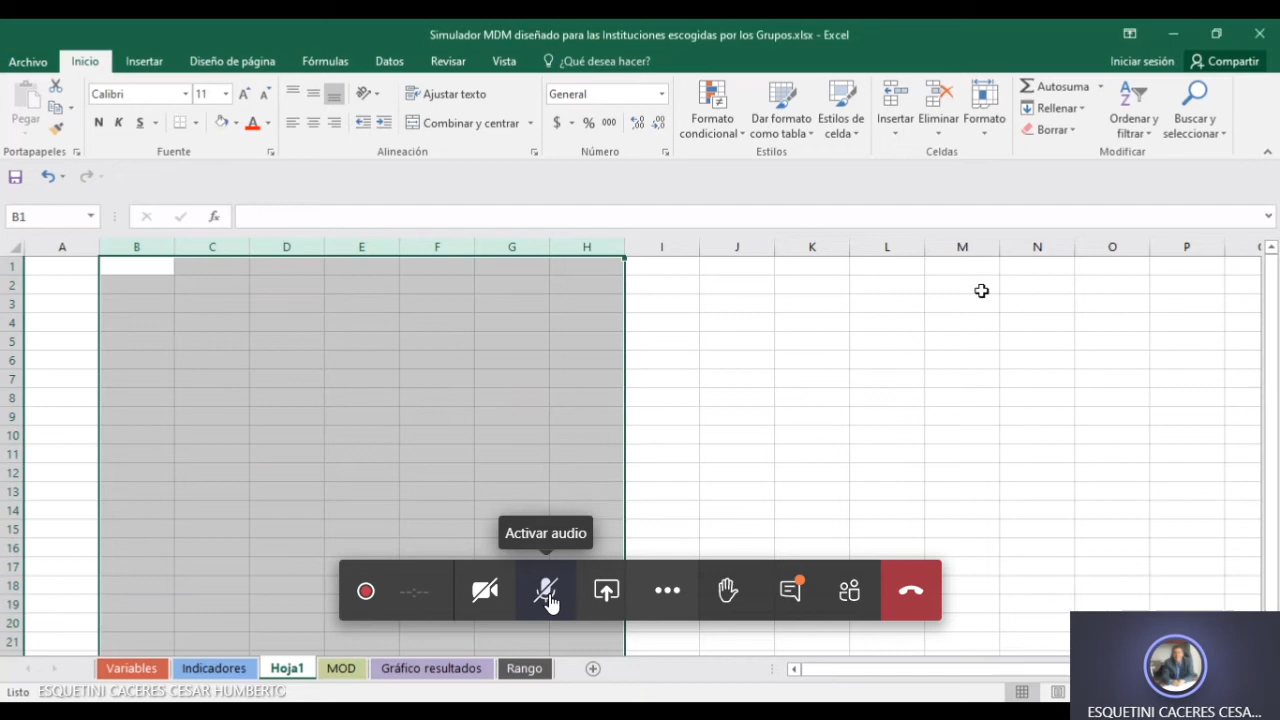 Simulador MDM diseñado para las Instituciones escogidas por los Grupos.xlsx - Excel
Archivo Inicio Insertar Diseño de página Fórmulas Datos Revisar Vista ¿Qué desea hacer? Iniciar sesión Compartir
Pegar
Calibri 11
N K S
Ajustar texto
Combinar y centrar
General
$ % 000
Formato condicional
Dar formato como tabla
Estilos de celda
Insertar Eliminar Formato
Autosuma
Rellenar
Borrar
Ordenar y filtrar
Buscar y seleccionar
Portapapeles Fuente Alineación Número Estilos Celdas Modificar
B1 fx
A B C D E F G H I J K L M N O P
1
2
3
4
5
6
7
8
9
10
11
12
13
14
15
16
17
18
19
20
21
Activar audio
--:--
Variables Indicadores Hoja1 MOD Gráfico resultados Rango
Listo ESQUETINI CACERES CESAR HUMBERTO
ESQUETINI CACERES CESA...